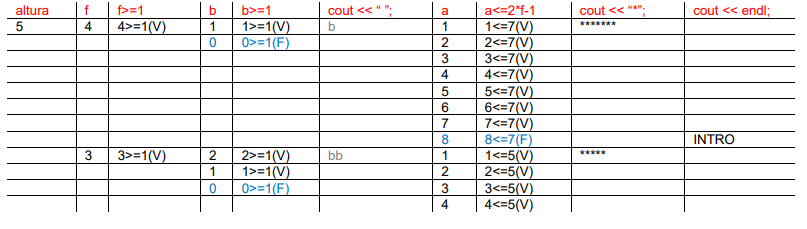 altura f f>=1 b b>=1 cout << “ ”; a a<=2*f-1 cout << “*”; cout << endl;
5 4 4>=1(V) 1 1>=1(V) b 1 1<=7(V) *******
0 0>=1(F) 2 2<=7(V)
3 3<=7(V)
4 4<=7(V)
5 5<=7(V)
6 6<=7(V)
7 7<=7(V)
8 8<=7(F) INTRO
3 3>=1(V) 2 2>=1(V) bb 1 1<=5(V) *****
1 1>=1(V) 2 2<=5(V)
0 0>=1(F) 3 3<=5(V)
4 4<=5(V)